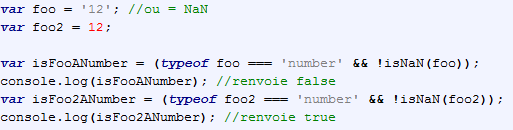 var foo = '12'; //ou = NaN
var foo2 = 12;
var isFooANumber = (typeof foo === 'number' && !isNaN(foo));
console.log(isFooANumber); //renvoie false
var isFoo2ANumber = (typeof foo2 === 'number' && !isNaN(foo2));
console.log(isFoo2ANumber); //renvoie true